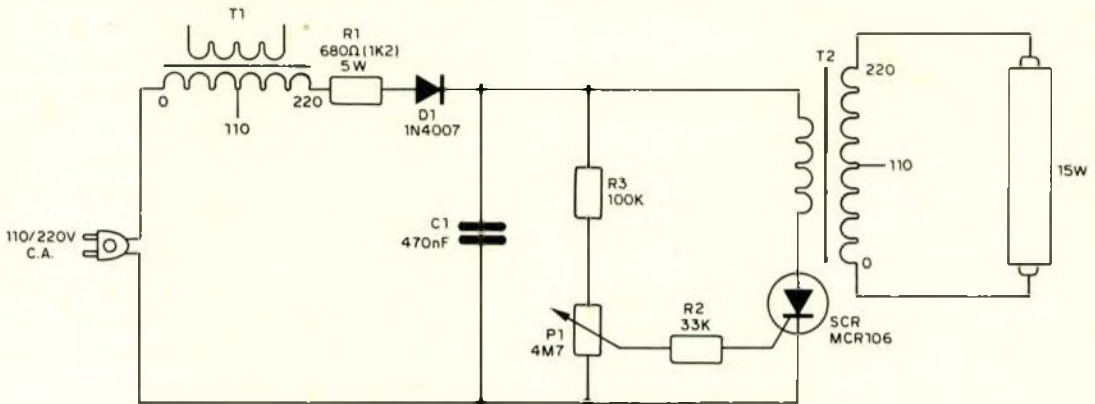 T1
R1
680Ω (1K2)
5W
0
110
220
D1
1N4007
110/220V
C.A.
C1
470nF
R3
100K
P1
4M7
R2
33K
SCR
MCR106
T2
220
110
0
15W